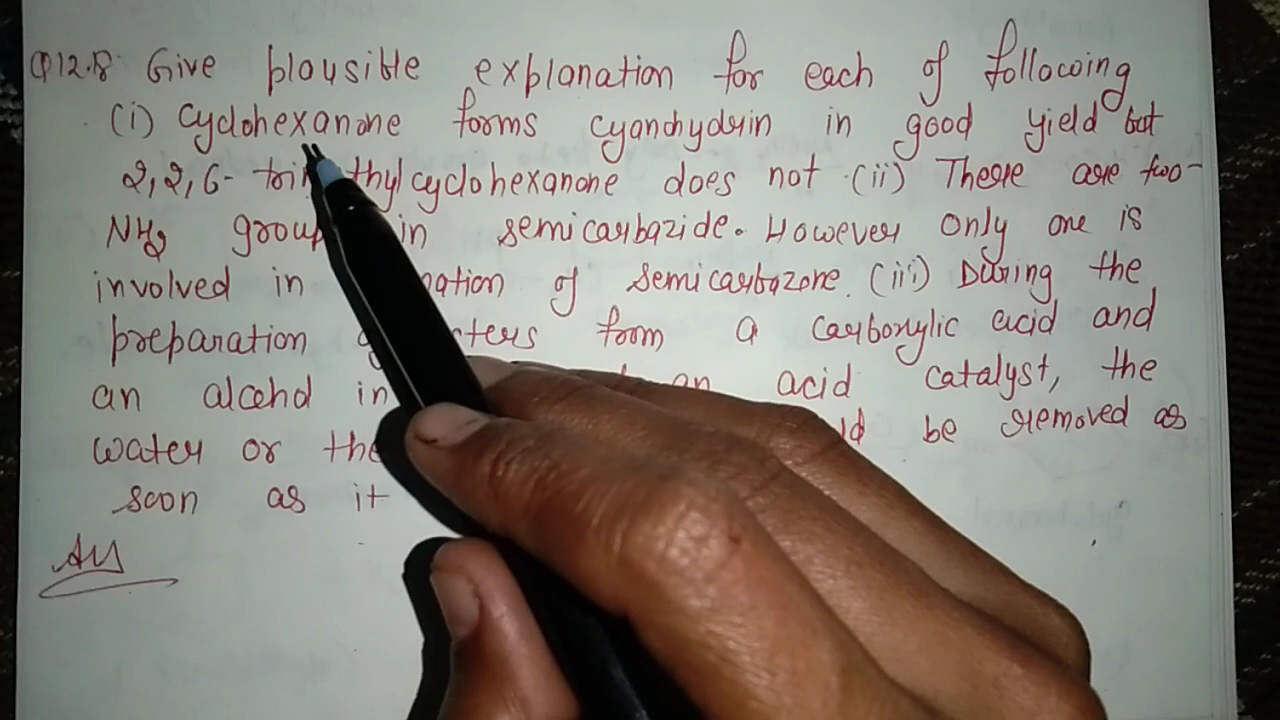 Q12.18 Give plausible explanation for each of following
(i) Cyclohexanone forms cyanohydrin in good yield but
2,2,6- thylcyclohexanone does not (ii) There are two-
NH2 group in semicarbazide. However only one is
involved in of semicarbazone. (iii) During the
preparation from a carboxylic acid and
an alcohol in an acid catalyst, the
water or the be removed as
soon as it
Ans